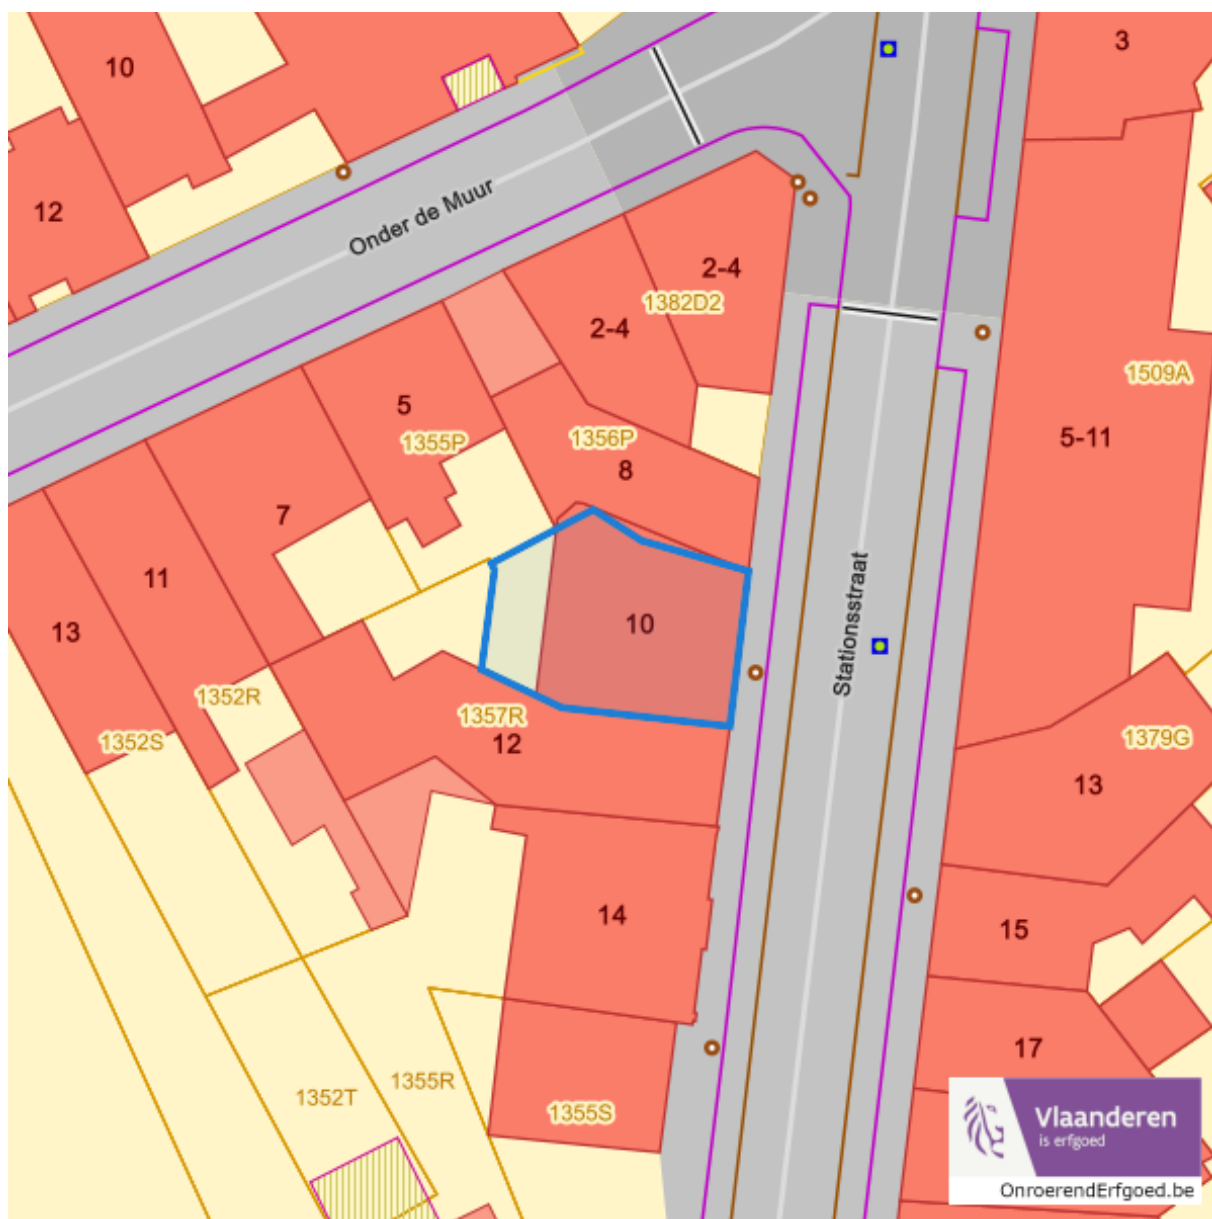 10
3
12
Onder de Muur
2-4
1382D2
2-4
1509A
5
1355P
1356P
8
5-11
7
11
10
13
Stationsstraat
1352R
1357R
12
1352S
1379G
13
14
15
17
1355R
1352T
1355S
Vlaanderen
is erfgoed
OnroerendErfgoed.be